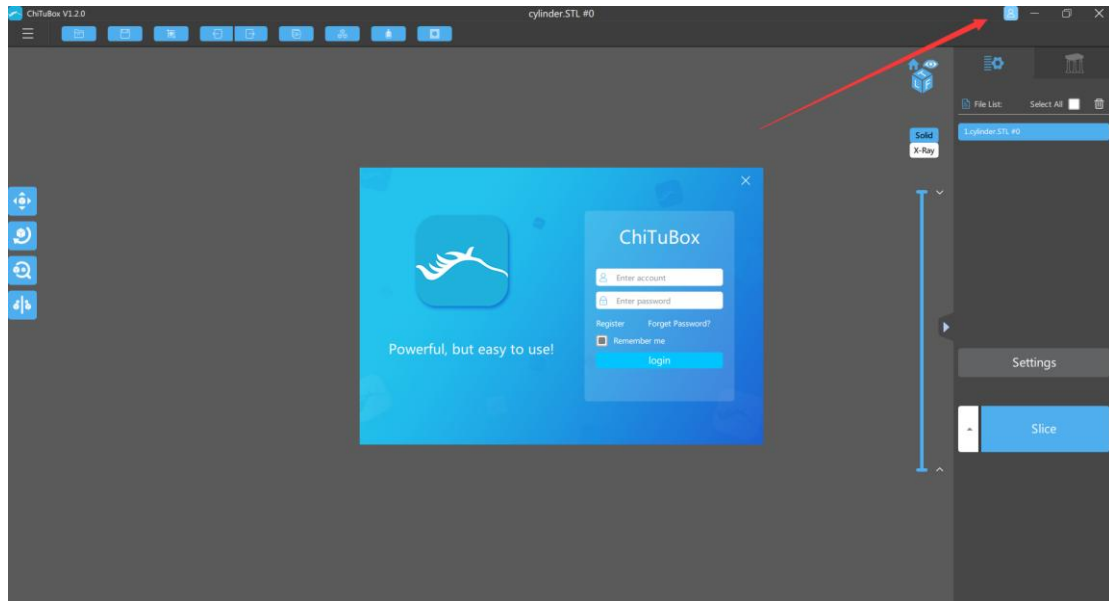 ChiTuBox V1.2.0
cylinder.STL #0
File List:
Select All
1.cylinder.STL #0
Solid
X-Ray
L F
ChiTuBox
Enter account
Enter password
Register
Forget Password?
Remember me
login
Powerful, but easy to use!
Settings
Slice